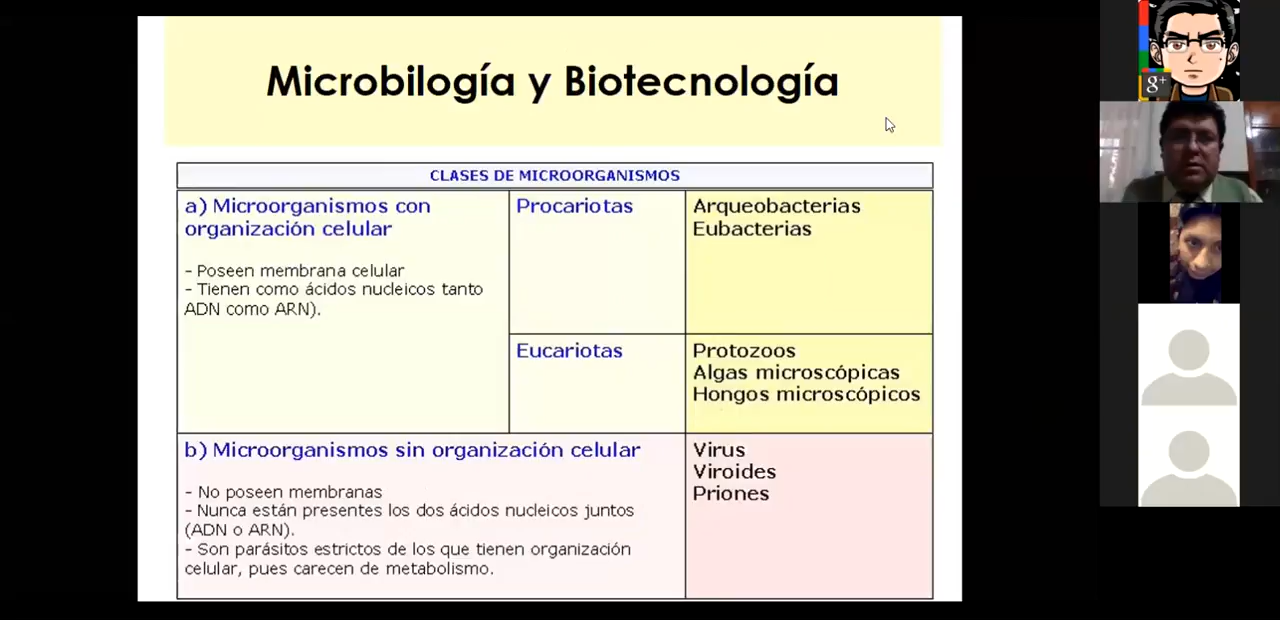 Microbilogía y Biotecnología
CLASES DE MICROORGANISMOS
a) Microorganismos con
organización celular
- Poseen membrana celular
- Tienen como ácidos nucleicos tanto
ADN como ARN).
Procariotas
Arqueobacterias
Eubacterias
Eucariotas
Protozoos
Algas microscópicas
Hongos microscópicos
b) Microorganismos sin organización celular
- No poseen membranas
- Nunca están presentes los dos ácidos nucleicos juntos
(ADN o ARN).
- Son parásitos estrictos de los que tienen organización
celular, pues carecen de metabolismo.
Virus
Viroides
Priones
g+